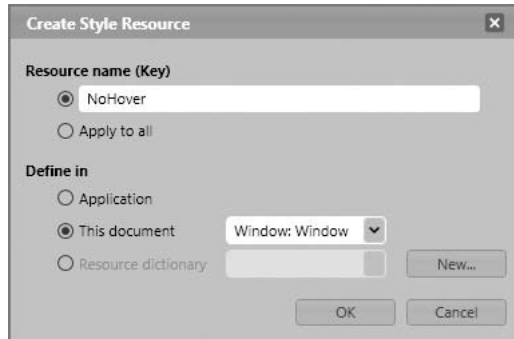 Create Style Resource
Resource name (Key)
NoHover
Apply to all
Define in
Application
This document Window: Window
Resource dictionary New...
OK Cancel